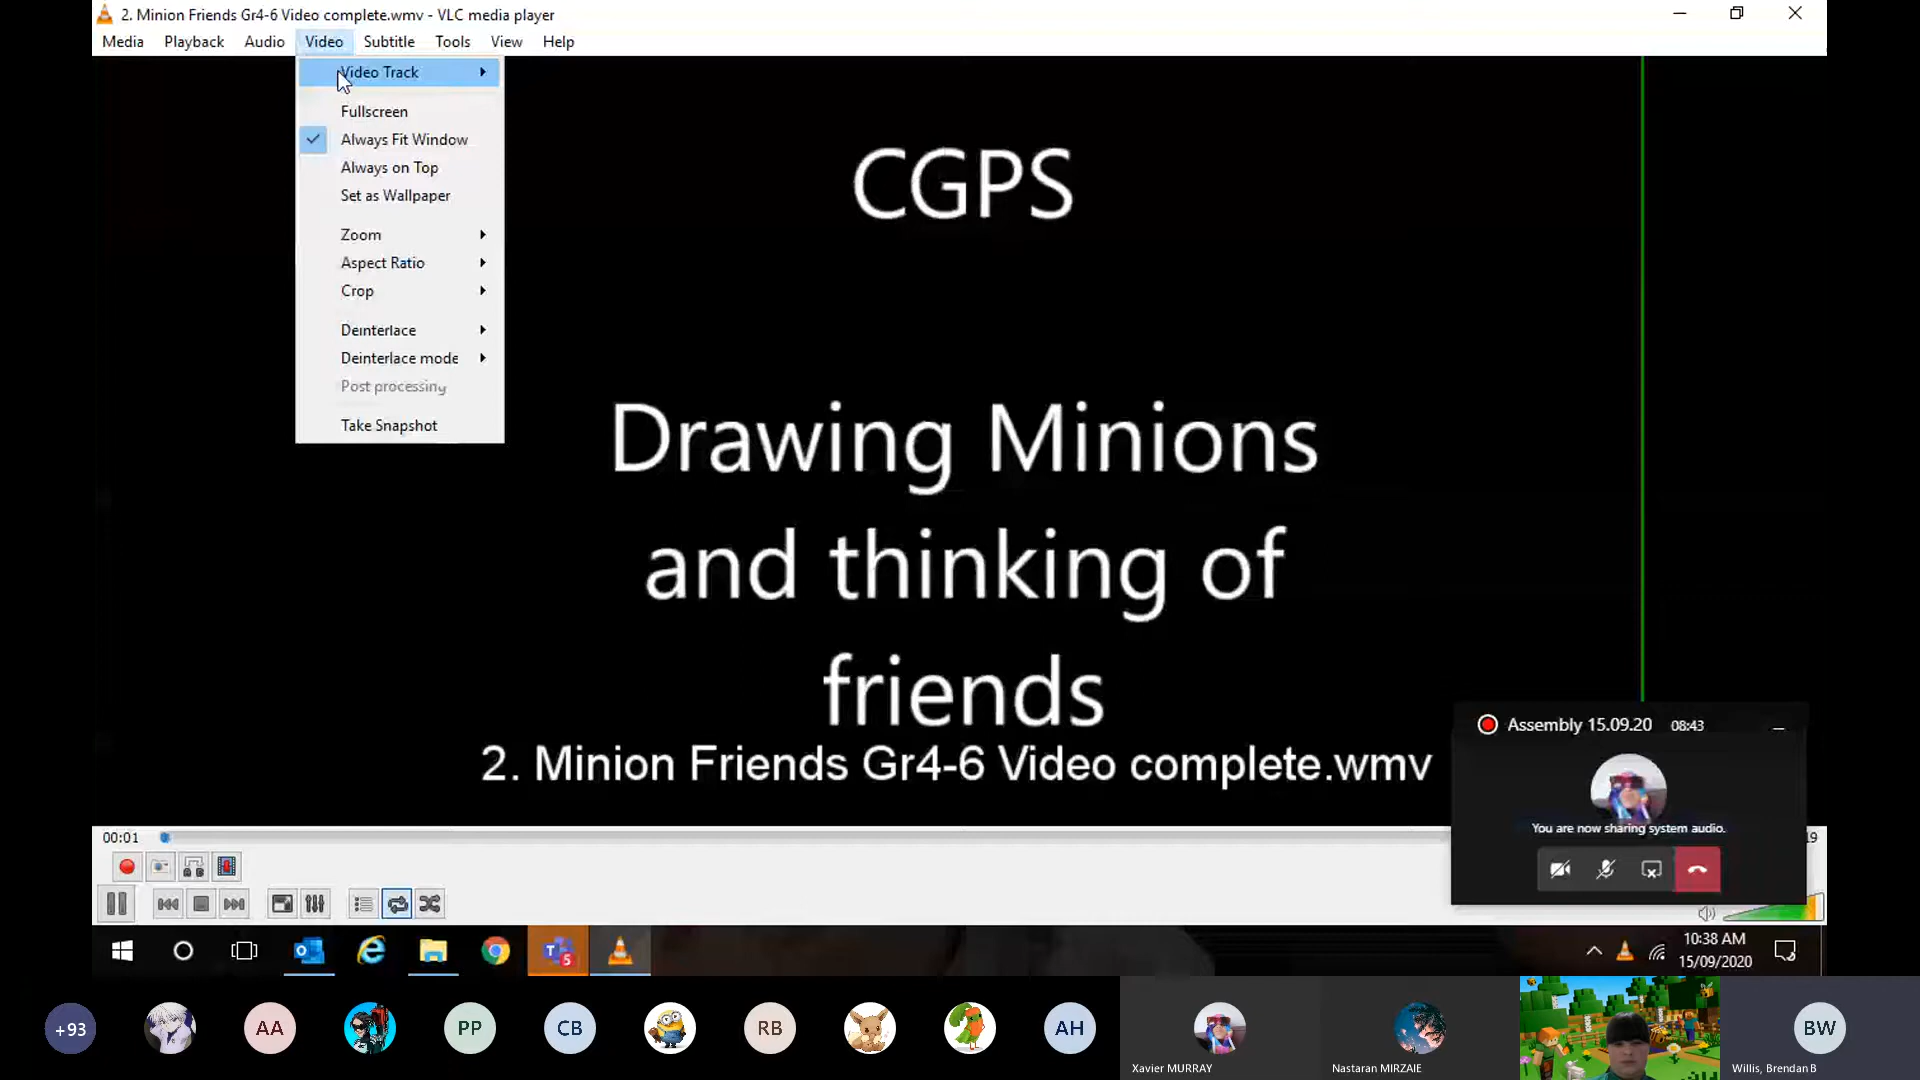 2. Minion Friends Gr4-6 Video complete.wmv - VLC media player
Media Playback Audio Video Subtitle Tools View Help
Video Track
Fullscreen
Always Fit Window
Always on Top
Set as Wallpaper
Zoom
Aspect Ratio
Crop
Deinterlace
Deinterlace mode
Post processing
Take Snapshot
CGPS
Drawing Minions
and thinking of
friends
2. Minion Friends Gr4-6 Video complete.wmv
Assembly 15.09.20 08:43
You are now sharing system audio.
00:01
19
5
10:38 AM
15/09/2020
+93 AA PP CB RB AH BW
Xavier MURRAY
Nastaran MIRZAIE
Willis, Brendan B